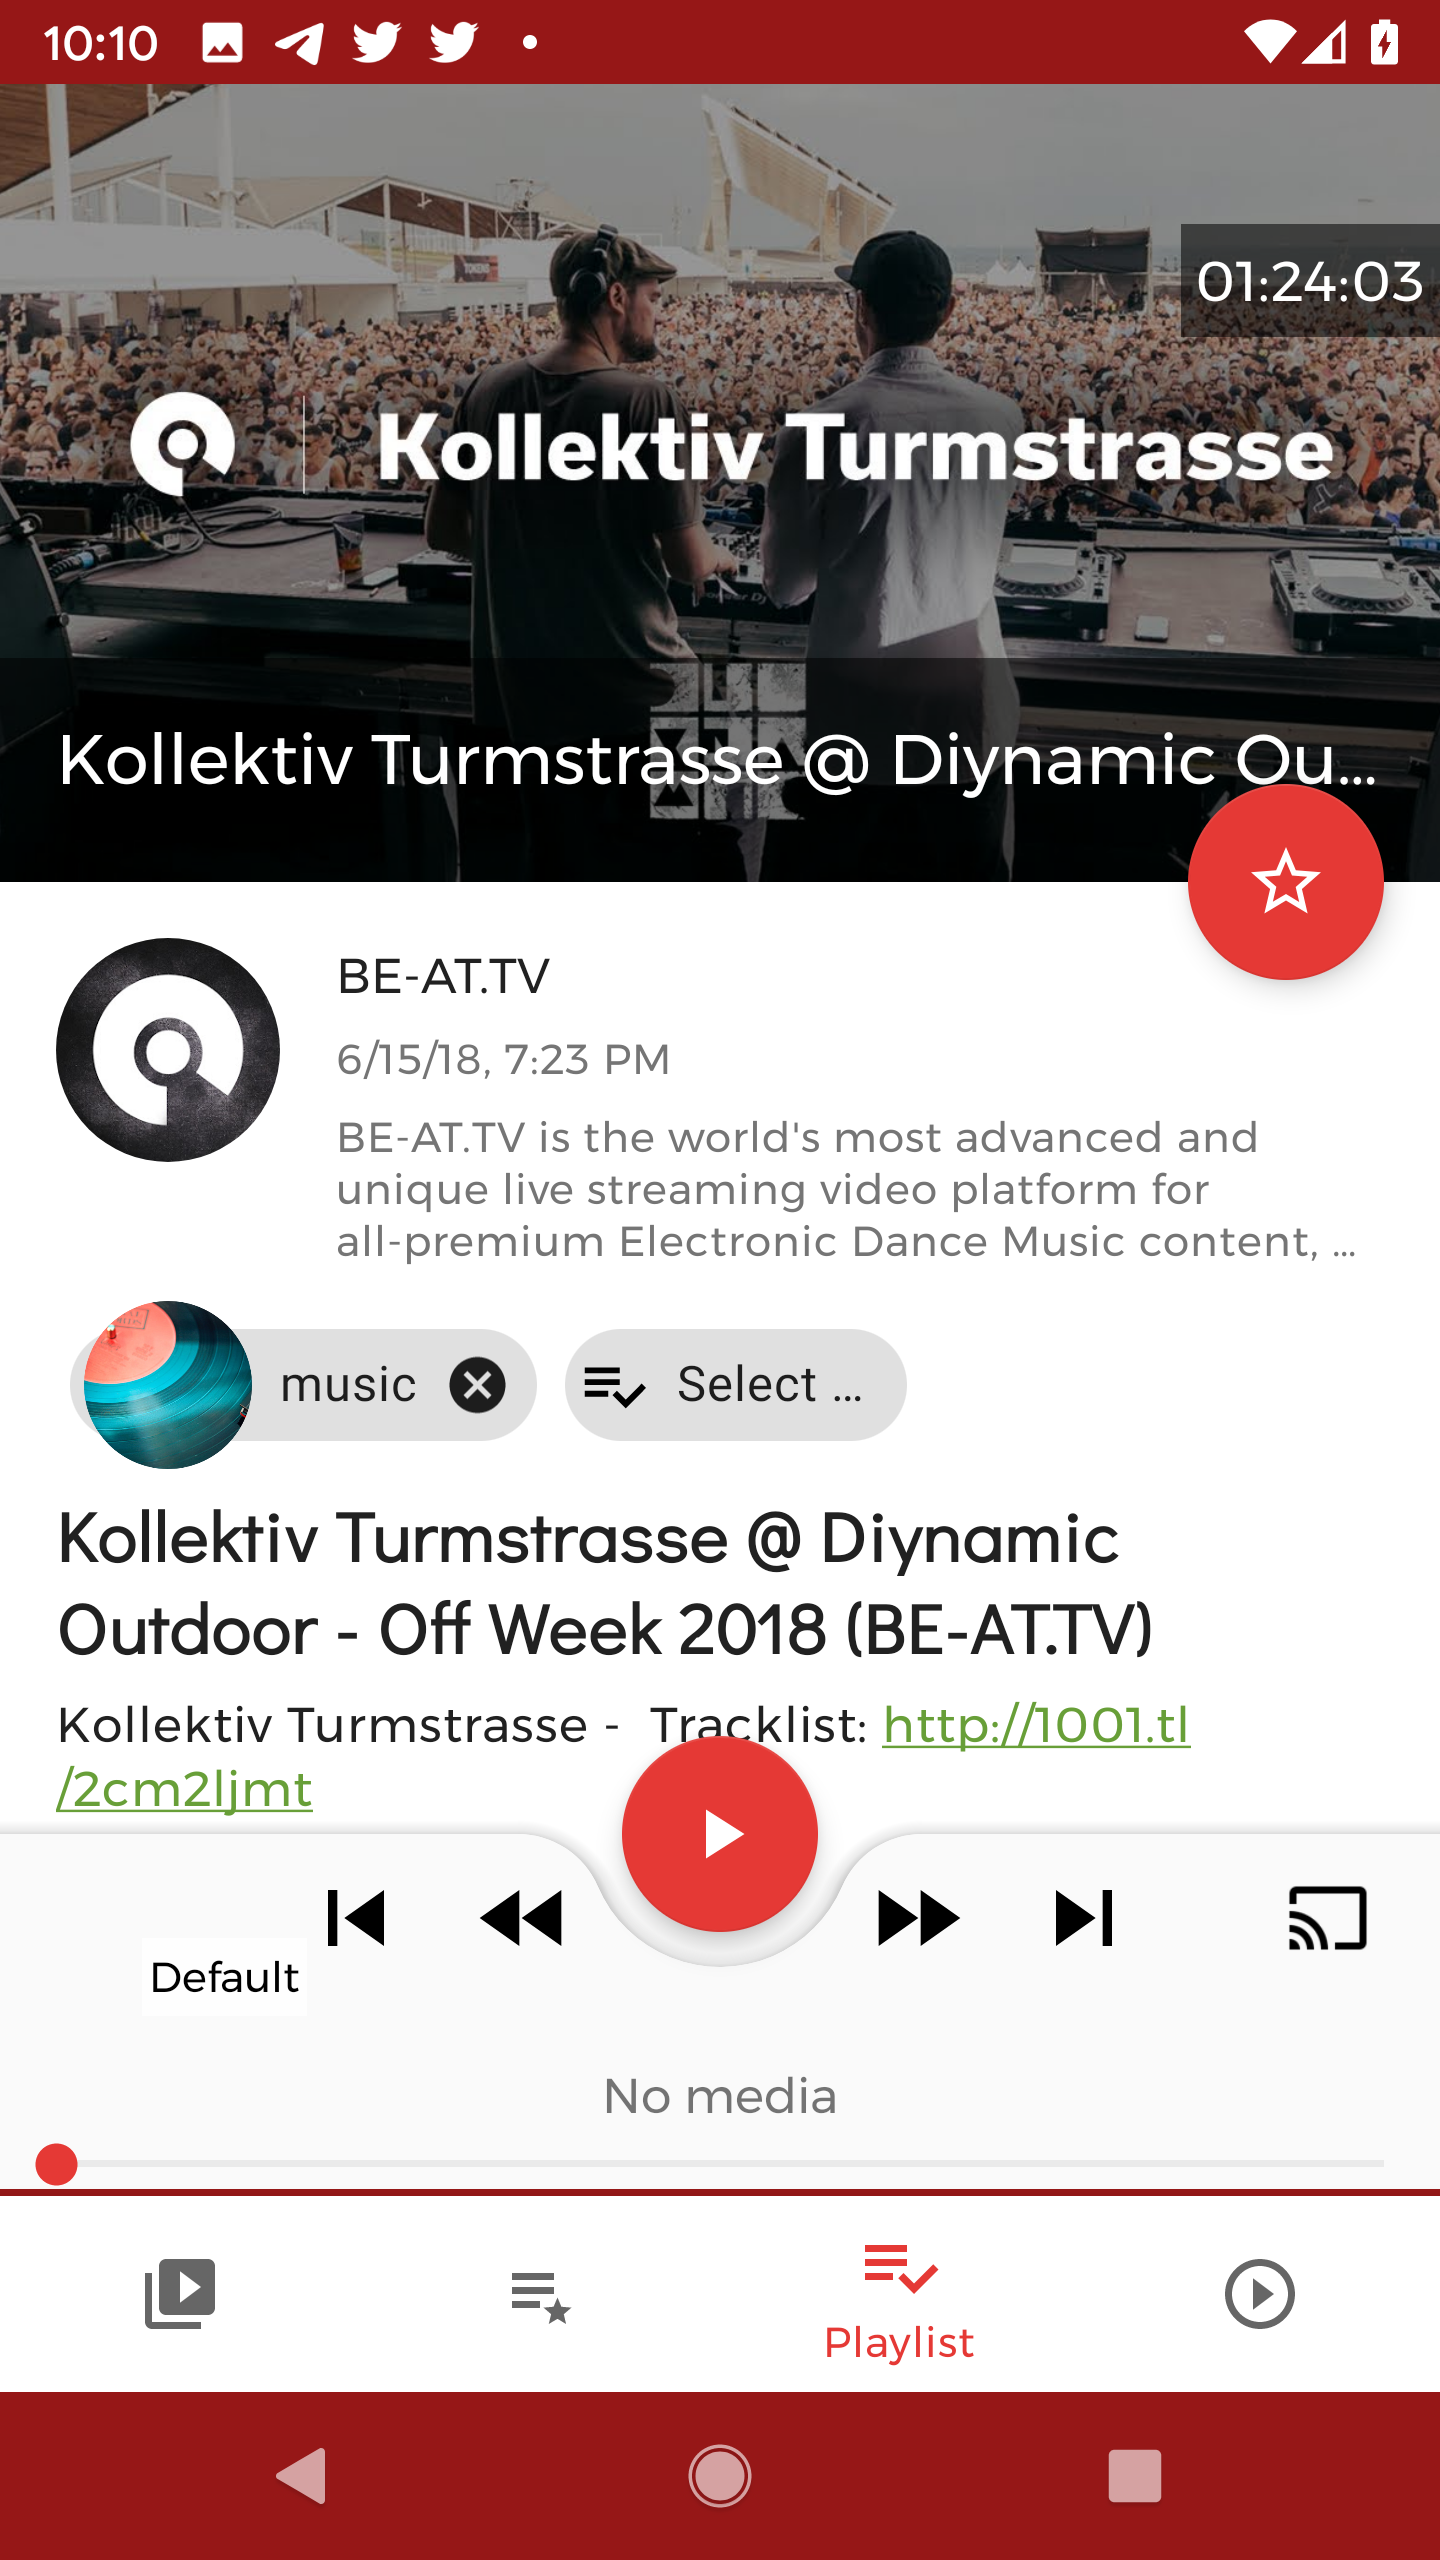 10:10
01:24:03
Kollektiv Turmstrasse
Kollektiv Turmstrasse @ Diynamic Ou...
BE-AT.TV
6/15/18, 7:23 PM
BE-AT.TV is the world's most advanced and
unique live streaming video platform for
all-premium Electronic Dance Music content, ...
music
Select ...
Kollektiv Turmstrasse @ Diynamic
Outdoor - Off Week 2018 (BE-AT.TV)
Kollektiv Turmstrasse - Tracklist: http://1001.tl
/2cm2ljmt
Default
No media
Playlist